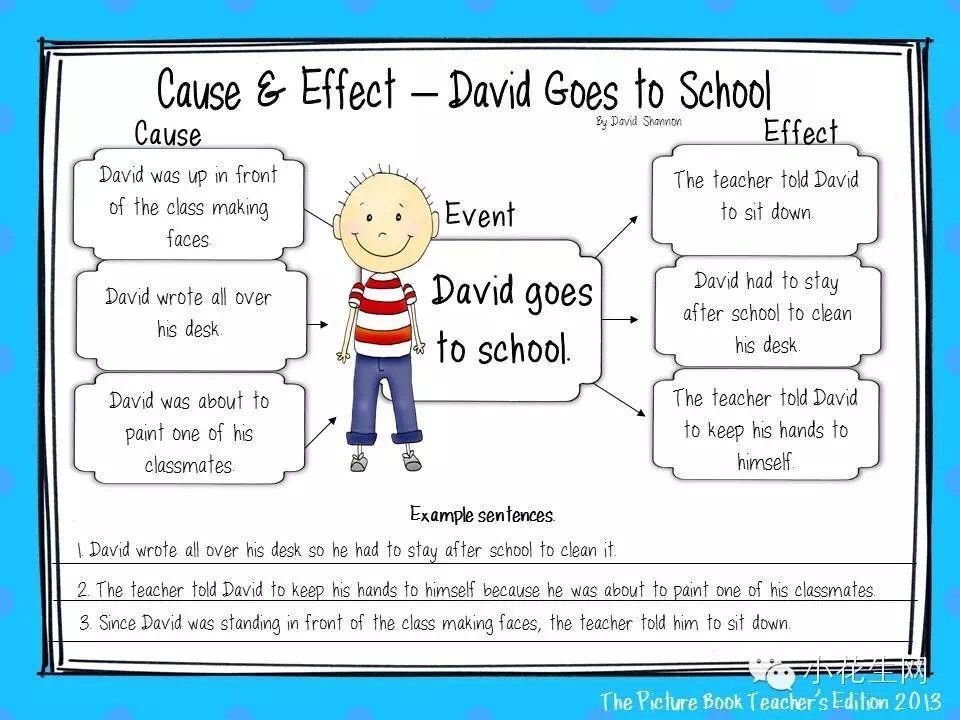 Cause & Effect – David Goes to School
By David Shannon
Cause
Effect
David was up in front
of the class making
faces.
David wrote all over
his desk.
David was about to
paint one of his
classmates.
Event
David goes
to school.
The teacher told David
to sit down.
David had to stay
after school to clean
his desk.
The teacher told David
to keep his hands to
himself.
Example sentences.
1. David wrote all over his desk so he had to stay after school to clean it.
2. The teacher told David to keep his hands to himself because he was about to paint one of his classmates.
3. Since David was standing in front of the class making faces, the teacher told him to sit down.
小花生网
The Picture Book Teacher's Edition 2013